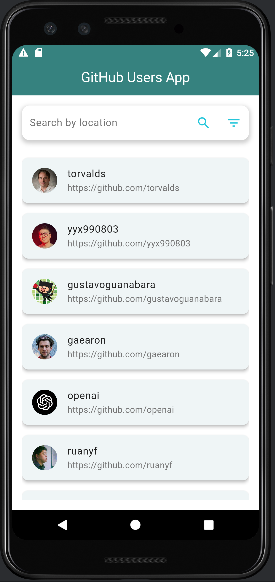 5:25
GitHub Users App
Search by location
torvalds
https://github.com/torvalds
yyx990803
https://github.com/yyx990803
gustavoguanabara
https://github.com/gustavoguanabara
gaearon
https://github.com/gaearon
openai
https://github.com/openai
ruanyf
https://github.com/ruanyf